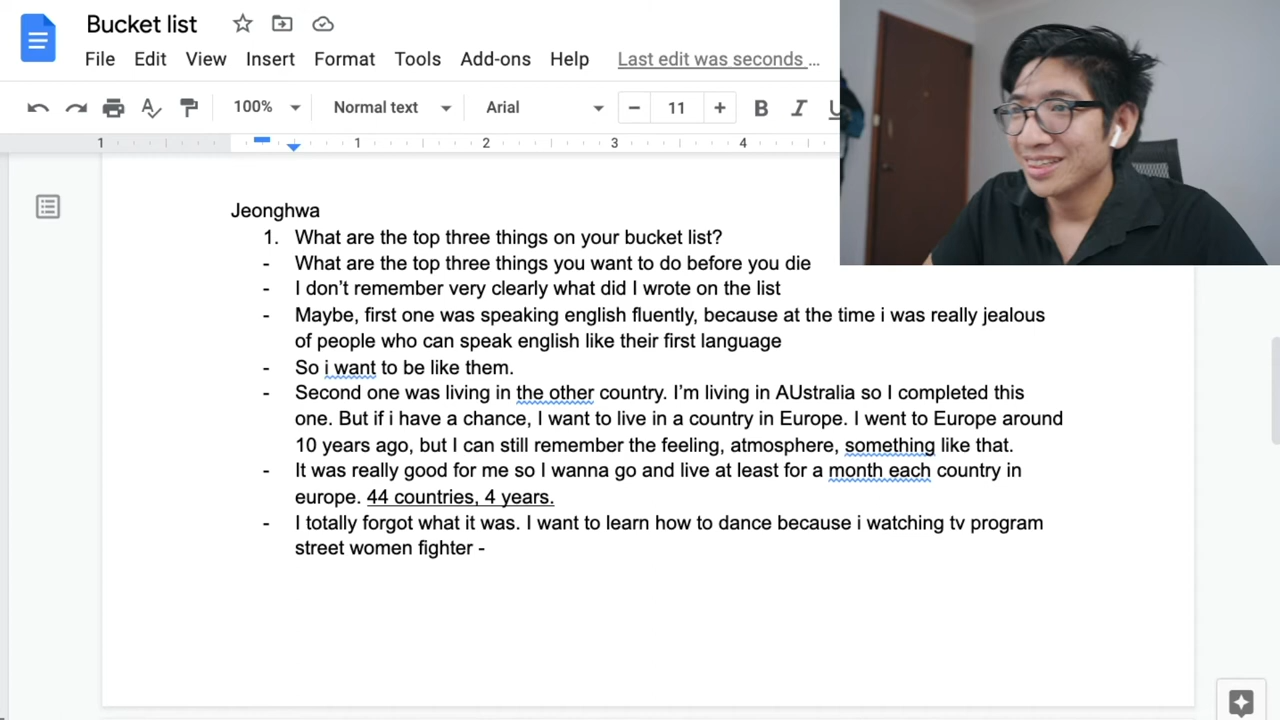 Bucket list
File Edit View Insert Format Tools Add-ons Help Last edit was seconds ...
100% Normal text Arial − 11 + B I U
1 1 2 3 4
Jeonghwa
1. What are the top three things on your bucket list?
- What are the top three things you want to do before you die
- I don't remember very clearly what did I wrote on the list
- Maybe, first one was speaking english fluently, because at the time i was really jealous
of people who can speak english like their first language
- So i want to be like them.
- Second one was living in the other country. I'm living in AUstralia so I completed this
one. But if i have a chance, I want to live in a country in Europe. I went to Europe around
10 years ago, but I can still remember the feeling, atmosphere, something like that.
- It was really good for me so I wanna go and live at least for a month each country in
europe. 44 countries, 4 years.
- I totally forgot what it was. I want to learn how to dance because i watching tv program
street women fighter -